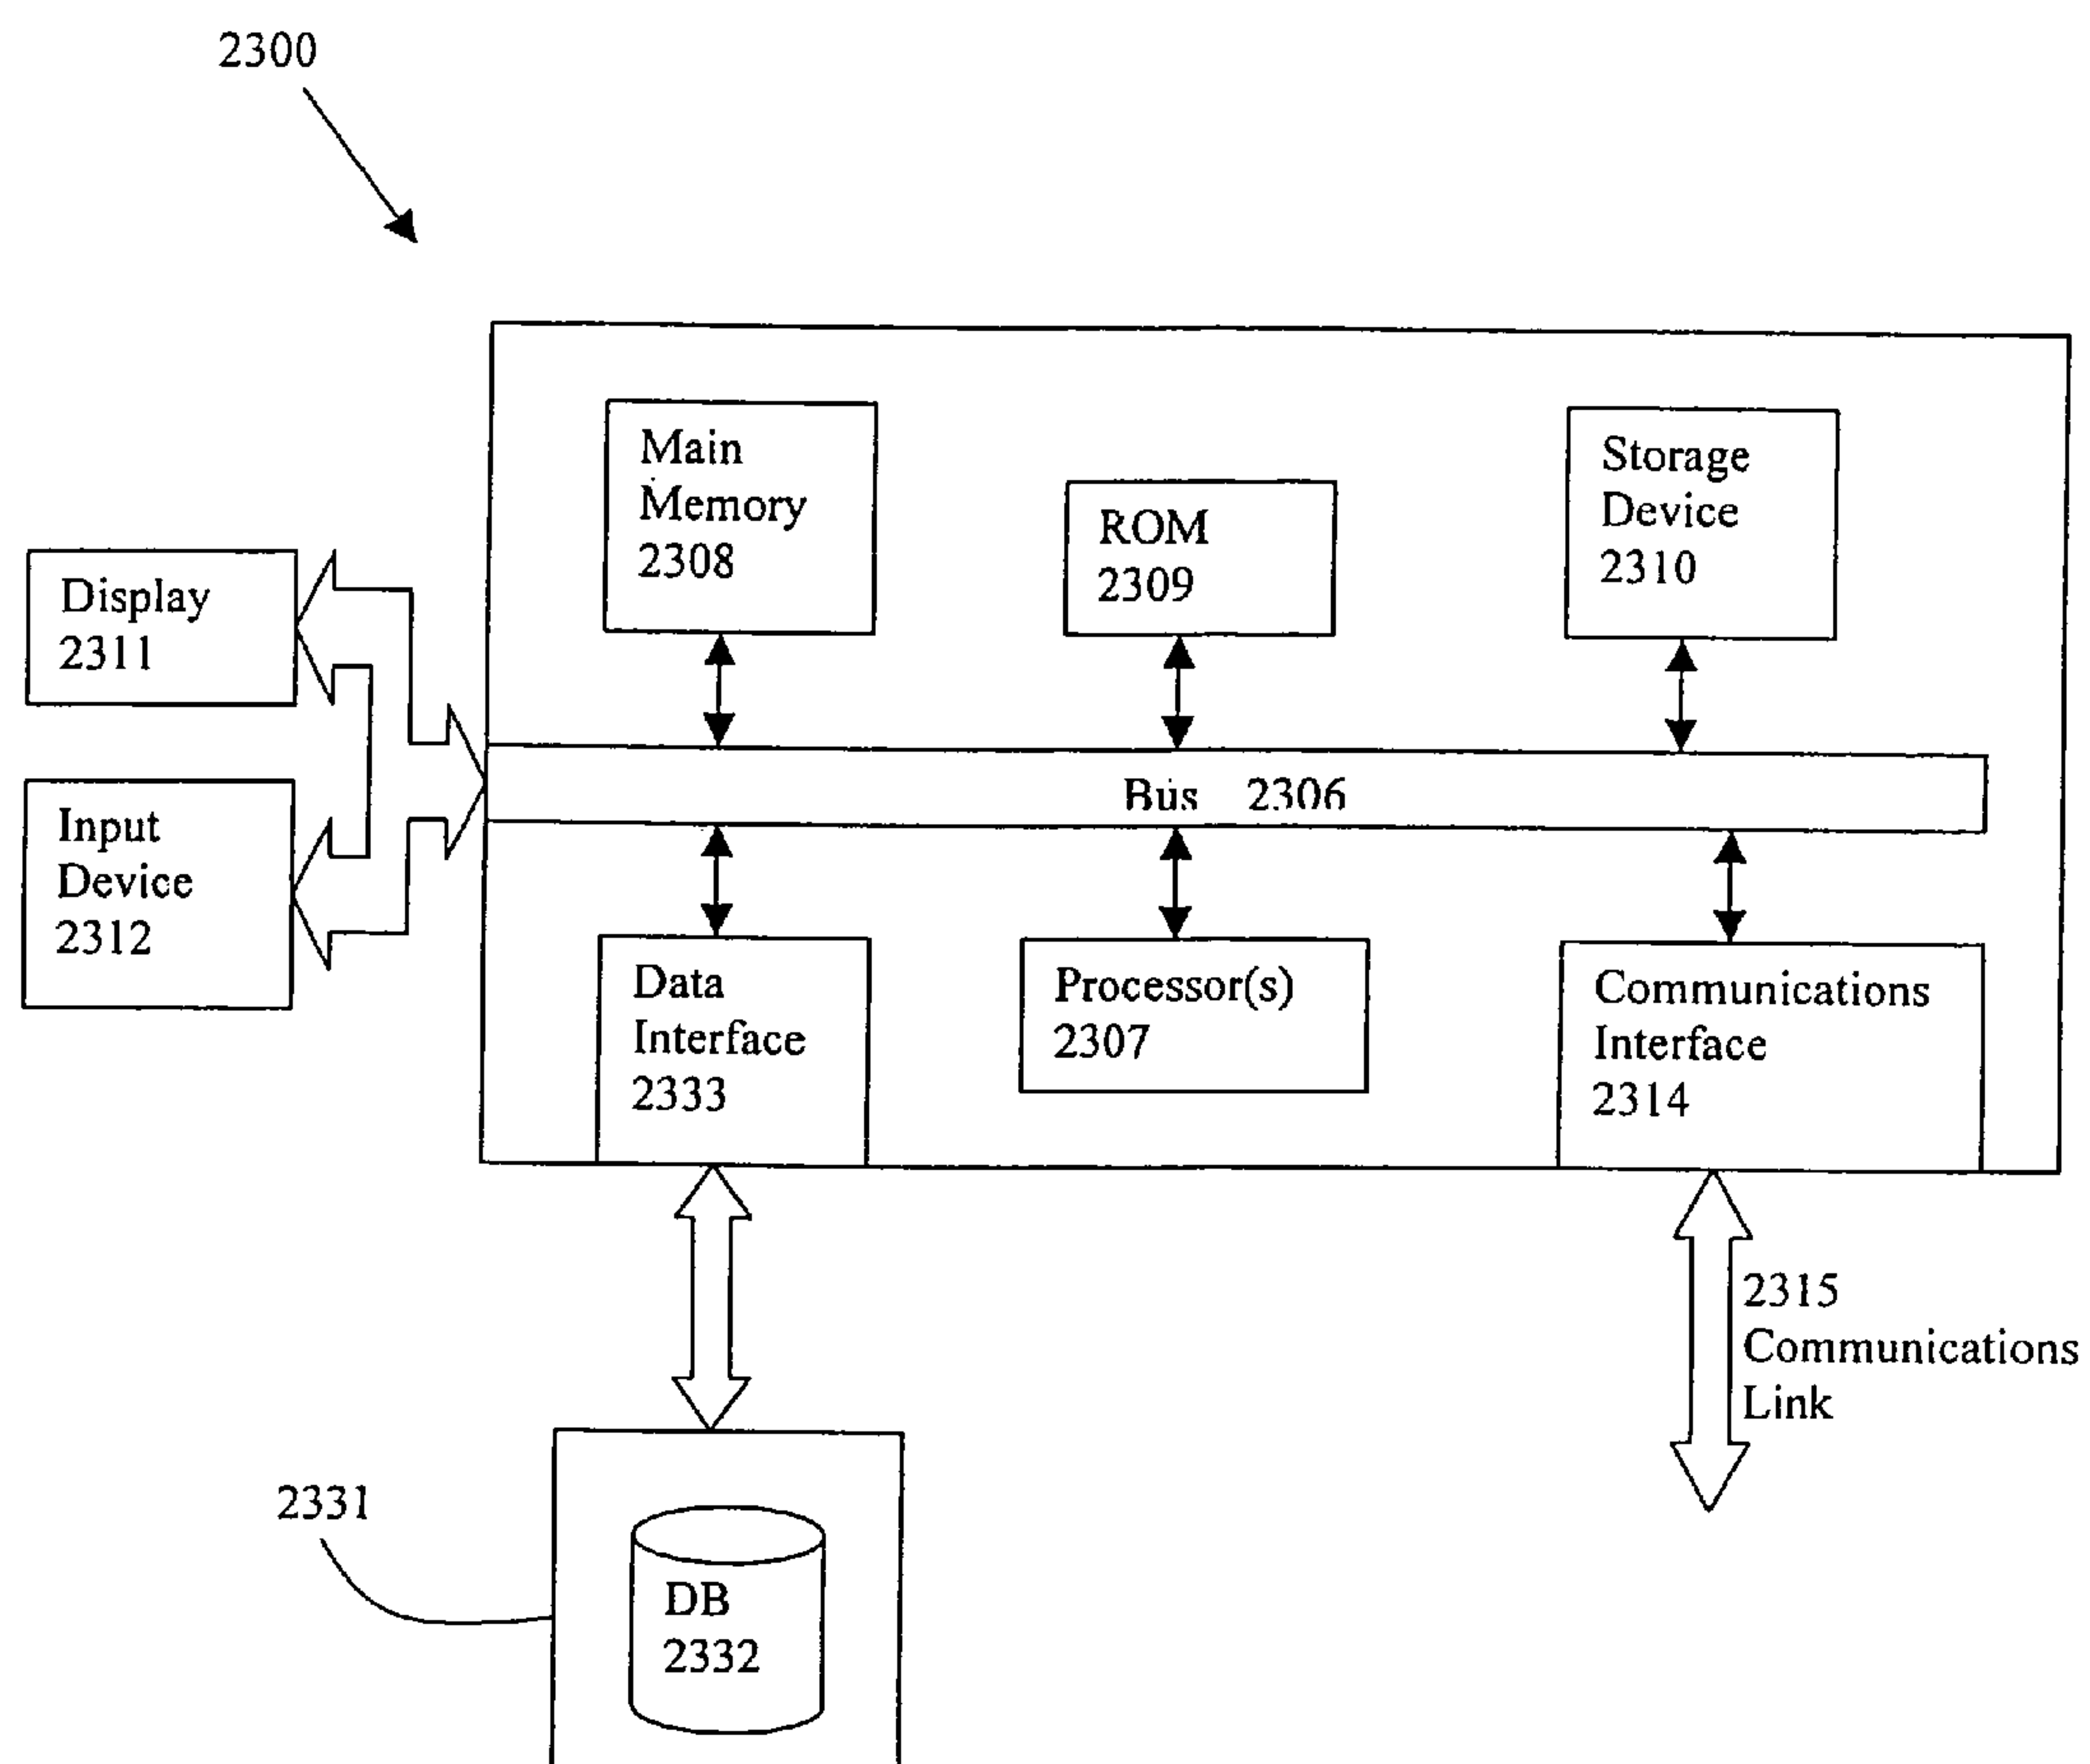 2300
Main
Memory
2308
ROM
2309
Storage
Device
2310
Display
2311
Input
Device
2312
Bus 2306
Data
Interface
2333
Processor(s)
2307
Communications
Interface
2314
2315
Communications
Link
2331
DB
2332